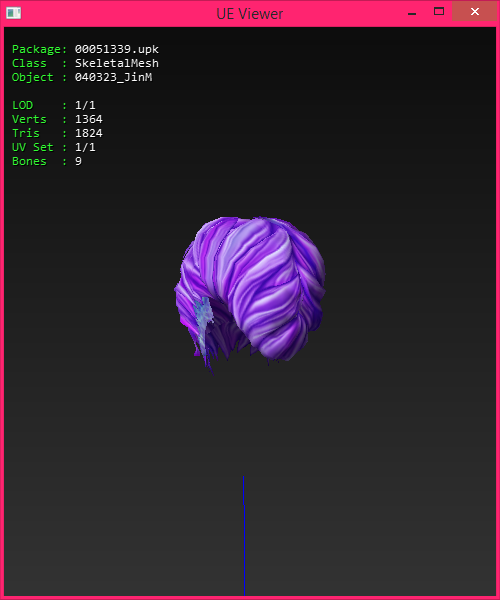 UE Viewer
Package: 00051339.upk
Class  : SkeletalMesh
Object : 040323_JinM
LOD    : 1/1
Verts  : 1364
Tris   : 1824
UV Set : 1/1
Bones  : 9